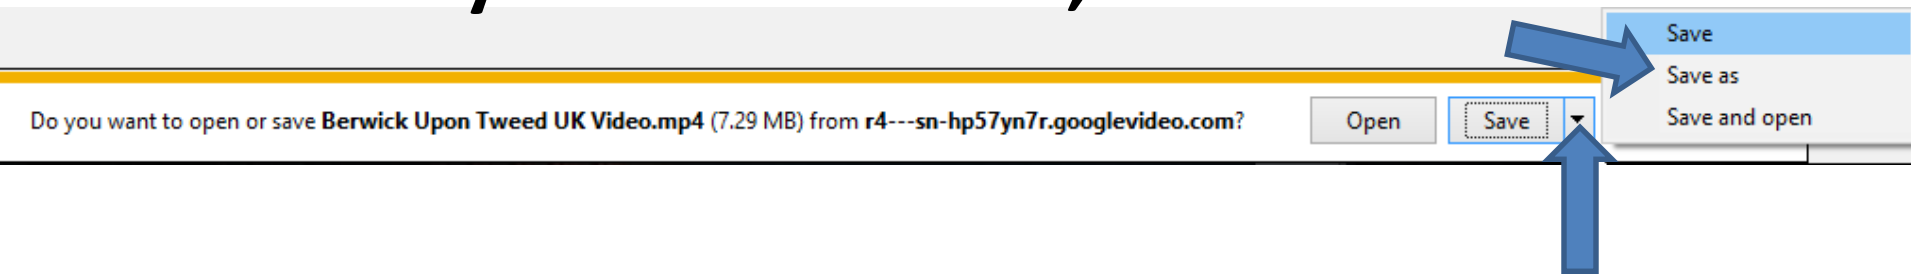 Save
Save as
Save and open
Do you want to open or save Berwick Upon Tweed UK Video.mp4 (7.29 MB) from r4---sn-hp57yn7r.googlevideo.com?
Open
Save